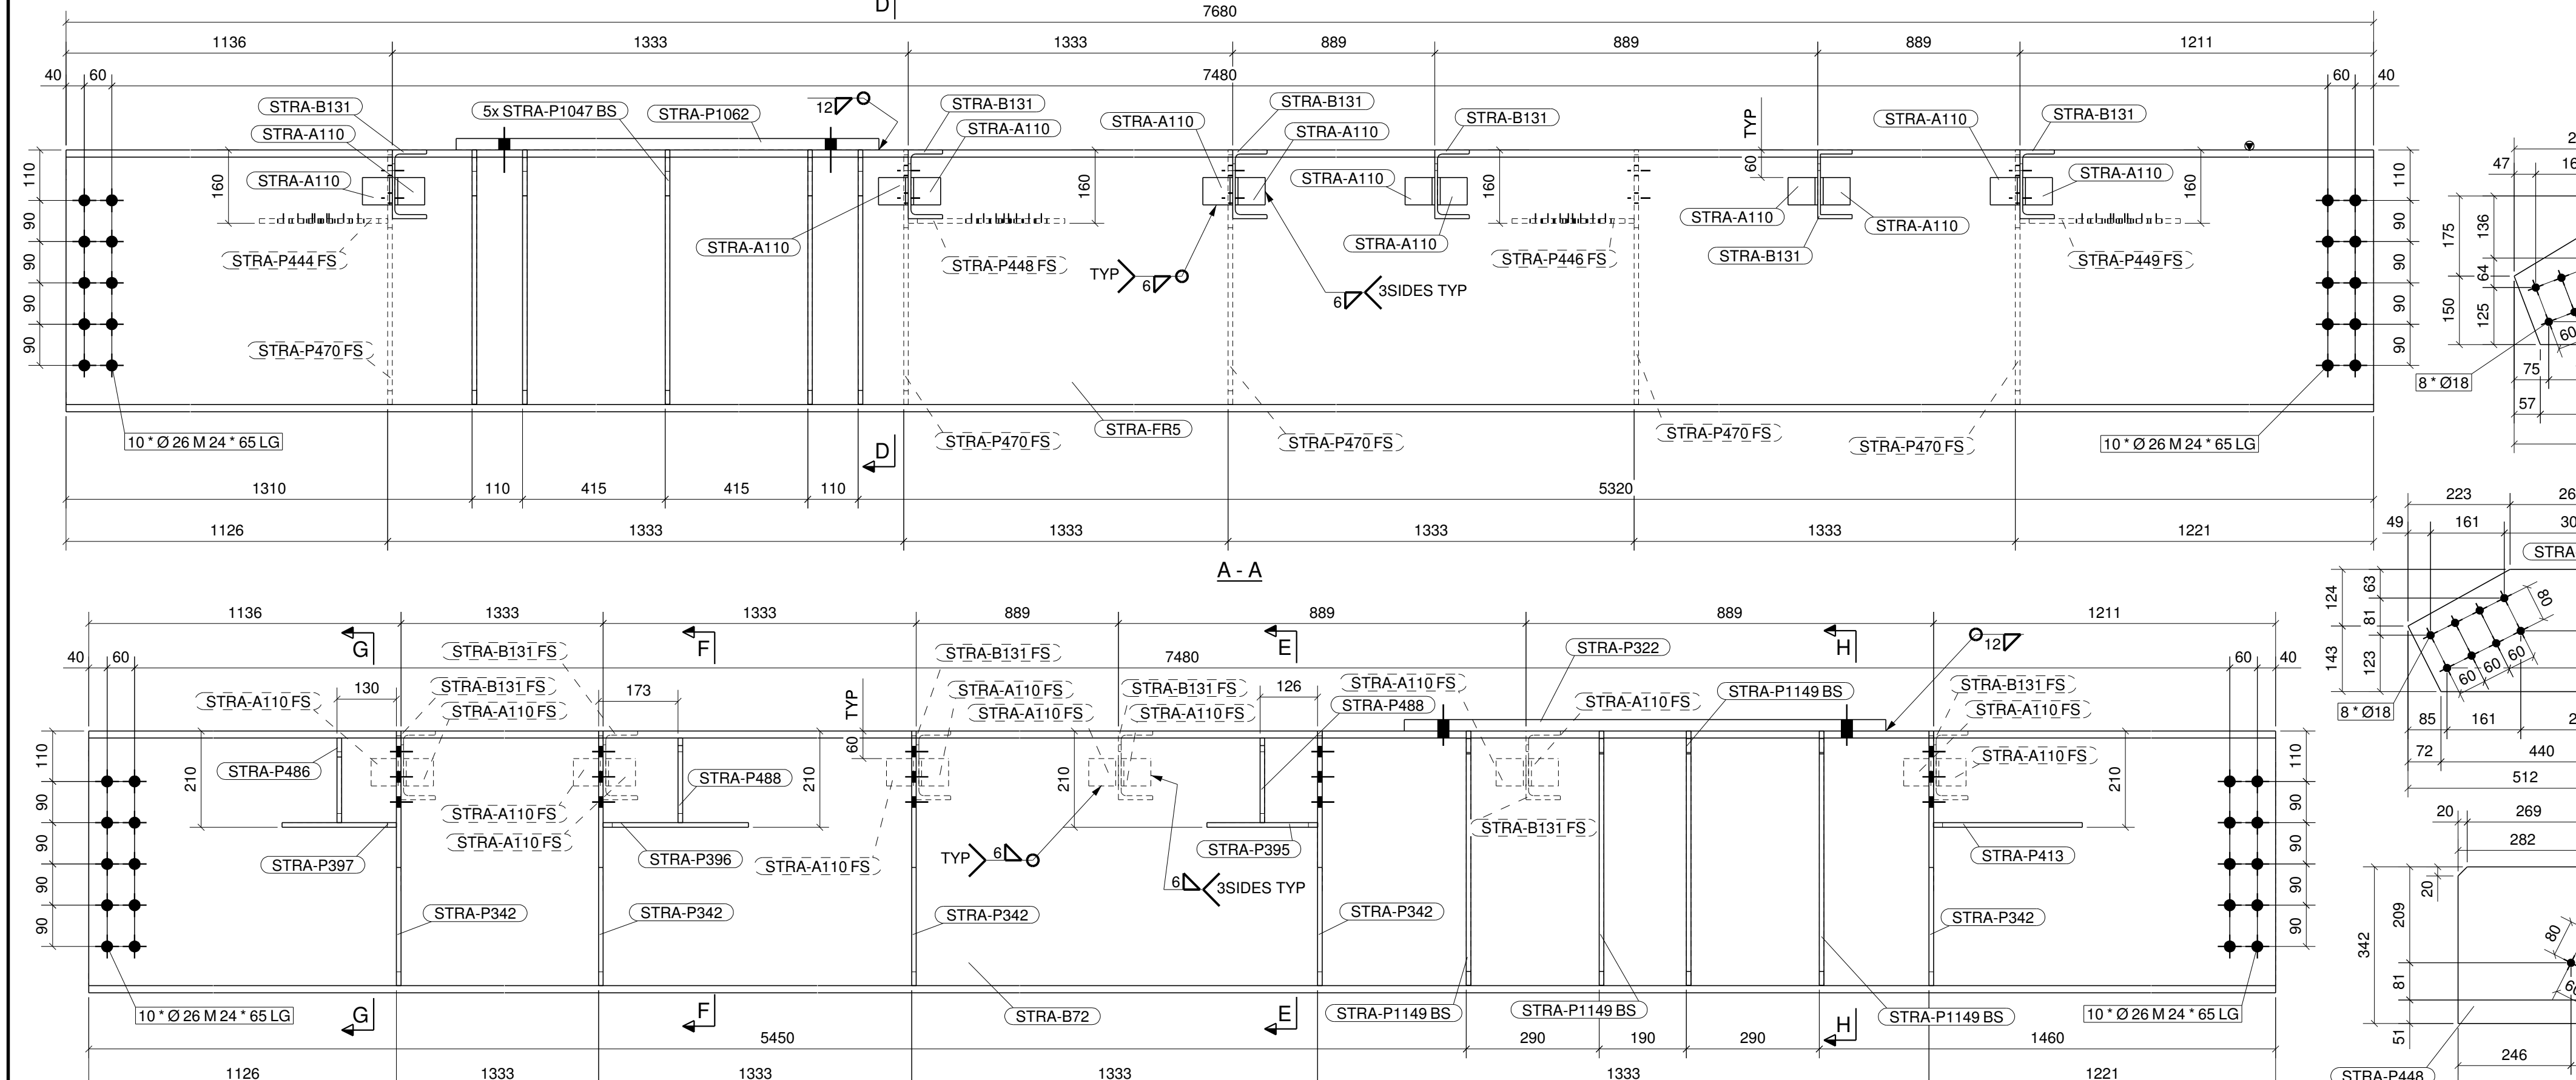 D
7680
1136 1333 1333 889 889 889 1211
40 60 7480 60 40
STRA-B131
STRA-A110
5x STRA-P1047 BS
STRA-P1062
12
STRA-B131
STRA-A110
STRA-A110
STRA-B131
STRA-A110
STRA-B131
TYP
60
STRA-A110
STRA-B131
110
90
90
90
90
STRA-A110
160
160
STRA-A110
160
STRA-A110
160
110
90
90
90
90
STRA-P444 FS
STRA-A110
STRA-P448 FS
STRA-A110
STRA-P446 FS
STRA-A110
STRA-A110
STRA-B131
STRA-P449 FS
TYP
6
6
3SIDES TYP
STRA-P470 FS
10 * Ø 26 M 24 * 65 LG
D
STRA-P470 FS
STRA-FR5
STRA-P470 FS
STRA-P470 FS
STRA-P470 FS
10 * Ø 26 M 24 * 65 LG
1310 110 415 415 110 5320
1126 1333 1333 1333 1333 1221
A - A
1136 1333 1333 889 889 889 1211
G
F
E
H
40 60 7480 60 40
STRA-B131 FS
STRA-B131 FS
STRA-P322
12
STRA-A110 FS
130
STRA-B131 FS
STRA-A110 FS
173
TYP
60
STRA-A110 FS
STRA-A110 FS
STRA-B131 FS
STRA-A110 FS
126
STRA-A110 FS
STRA-P488
STRA-A110 FS
STRA-P1149 BS
STRA-B131 FS
STRA-A110 FS
110
90
90
90
90
210
STRA-P486
STRA-P488
210
210
STRA-A110 FS
210
110
90
90
90
90
STRA-A110 FS
STRA-A110 FS
STRA-B131 FS
STRA-P397
STRA-P396
STRA-A110 FS
TYP
6
6
3SIDES TYP
STRA-P395
STRA-P413
STRA-P342
STRA-P342
STRA-P342
STRA-P342
STRA-P342
10 * Ø 26 M 24 * 65 LG
G
F
STRA-B72
E
STRA-P1149 BS
STRA-P1149 BS
H
STRA-P1149 BS
10 * Ø 26 M 24 * 65 LG
5450 290 190 290 1460
1126 1333 1333 1333 1333 1221
47
175
136
64
150
125
60
8 * Ø18
75
57
223
49 161
124
63
81
143
123
80
60
60
60
8 * Ø18
85 161
72 440
512
20 269
282
20
342
209
81
51
80
246
STRA-P448